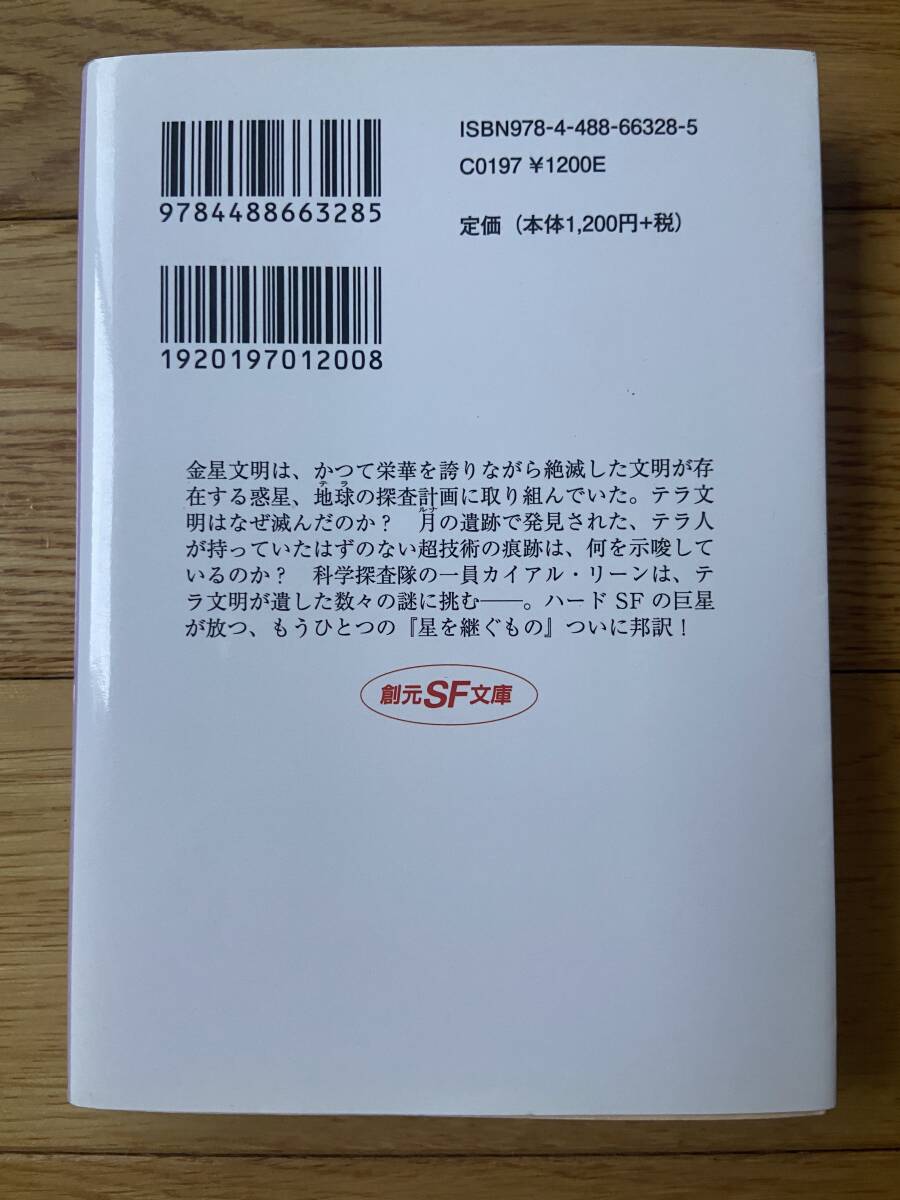 ISBN978-4-488-66328-5
C0197 ¥1200E
定価（本体1,200円+税）
9784488663285
1920197012008
金星文明は、かつて栄華を誇りながら絶滅した文明が存
テラ
在する惑星、地球の探査計画に取り組んでいた。テラ文
ルナ
明はなぜ滅んだのか？　月の遺跡で発見された、テラ人
が持っていたはずのない超技術の痕跡は、何を示唆して
いるのか？　科学探査隊の一員カイアル・リーンは、テ
ラ文明が遺した数々の謎に挑む――。ハードSFの巨星
が放つ、もうひとつの『星を継ぐもの』ついに邦訳！
創元SF文庫